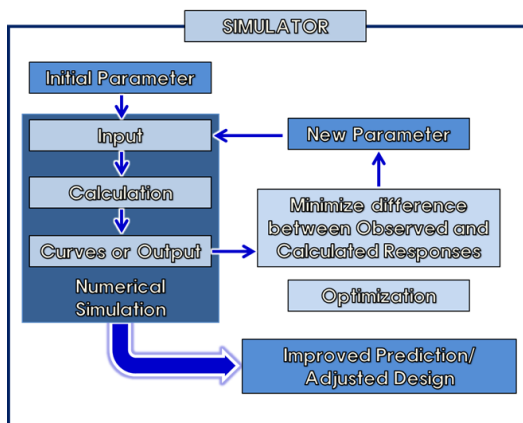 SIMULATOR
Initial Parameter
Input
New Parameter
Calculation
Minimize difference
between Observed and
Calculated Responses
Curves or Output
Numerical
Simulation
Optimization
Improved Prediction/
Adjusted Design